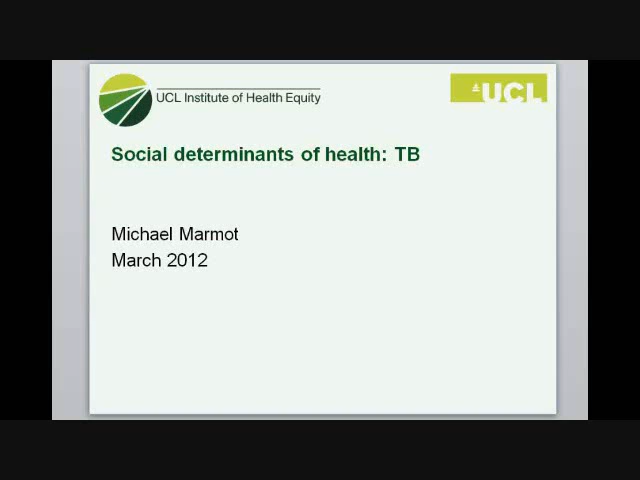 UCL Institute of Health Equity
UCL
Social determinants of health: TB
Michael Marmot
March 2012